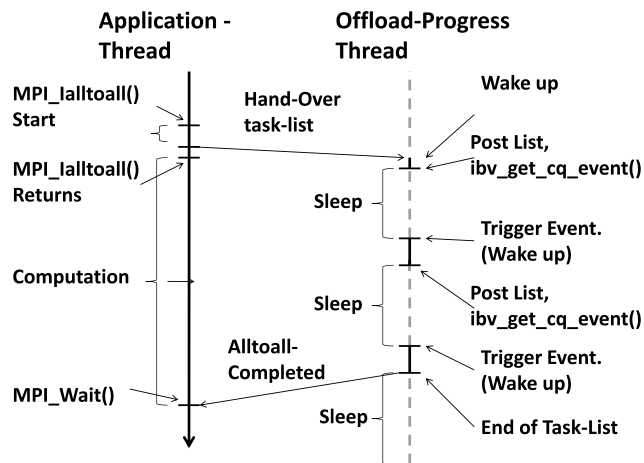 Application -
Thread
Offload-Progress
Thread
MPI_Ialltoall()
Start
Hand-Over
task-list
Wake up
Post List,
ibv_get_cq_event()
MPI_Ialltoall()
Returns
Sleep
Trigger Event.
(Wake up)
Computation
Sleep
Post List,
ibv_get_cq_event()
Alltoall-
Completed
Trigger Event.
(Wake up)
MPI_Wait()
Sleep
End of Task-List